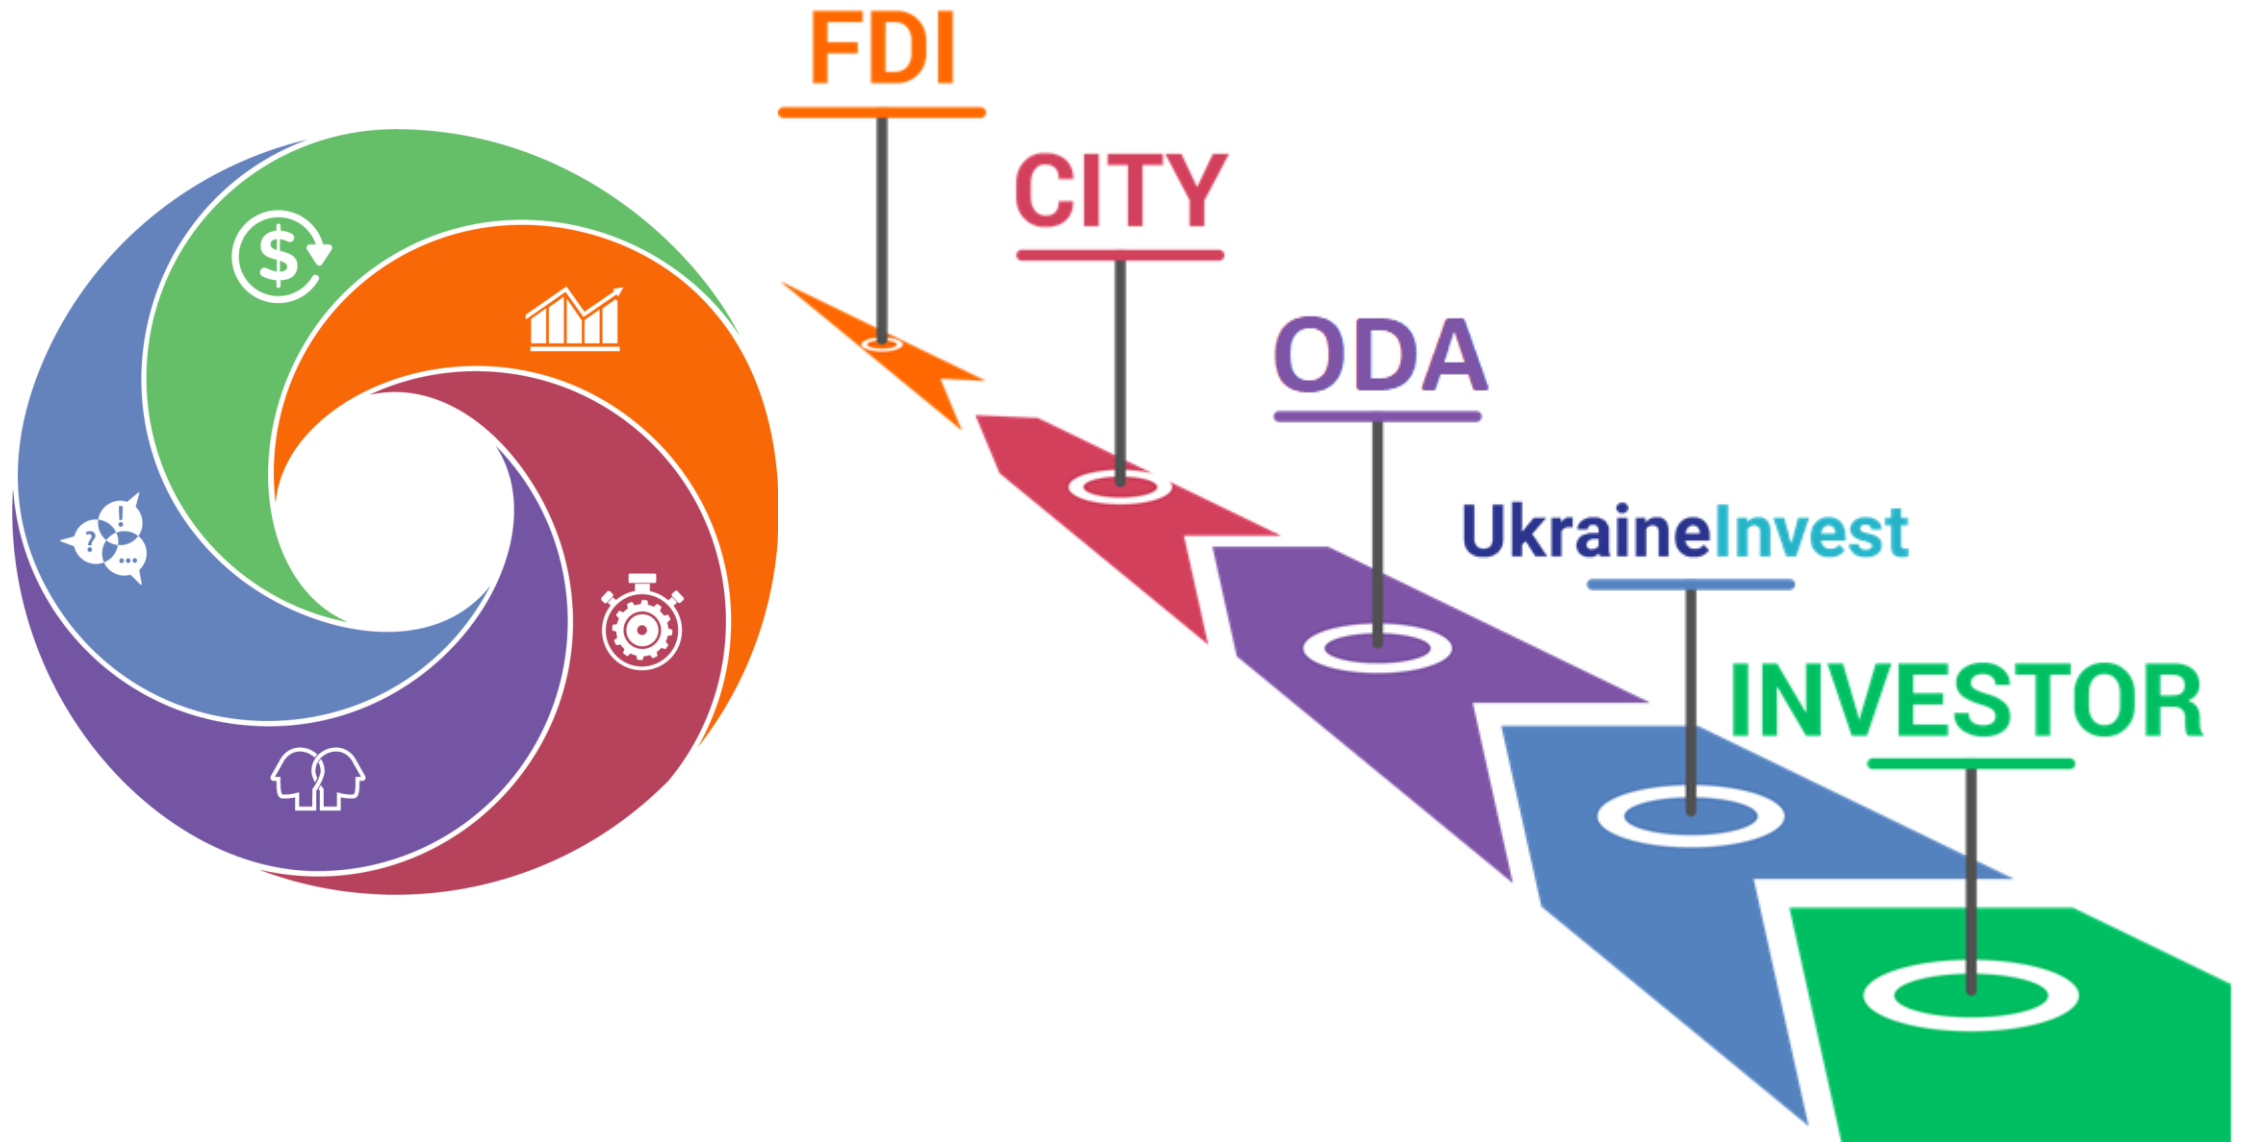 FDI
CITY
ODA
UkraineInvest
INVESTOR
$
!
?
...